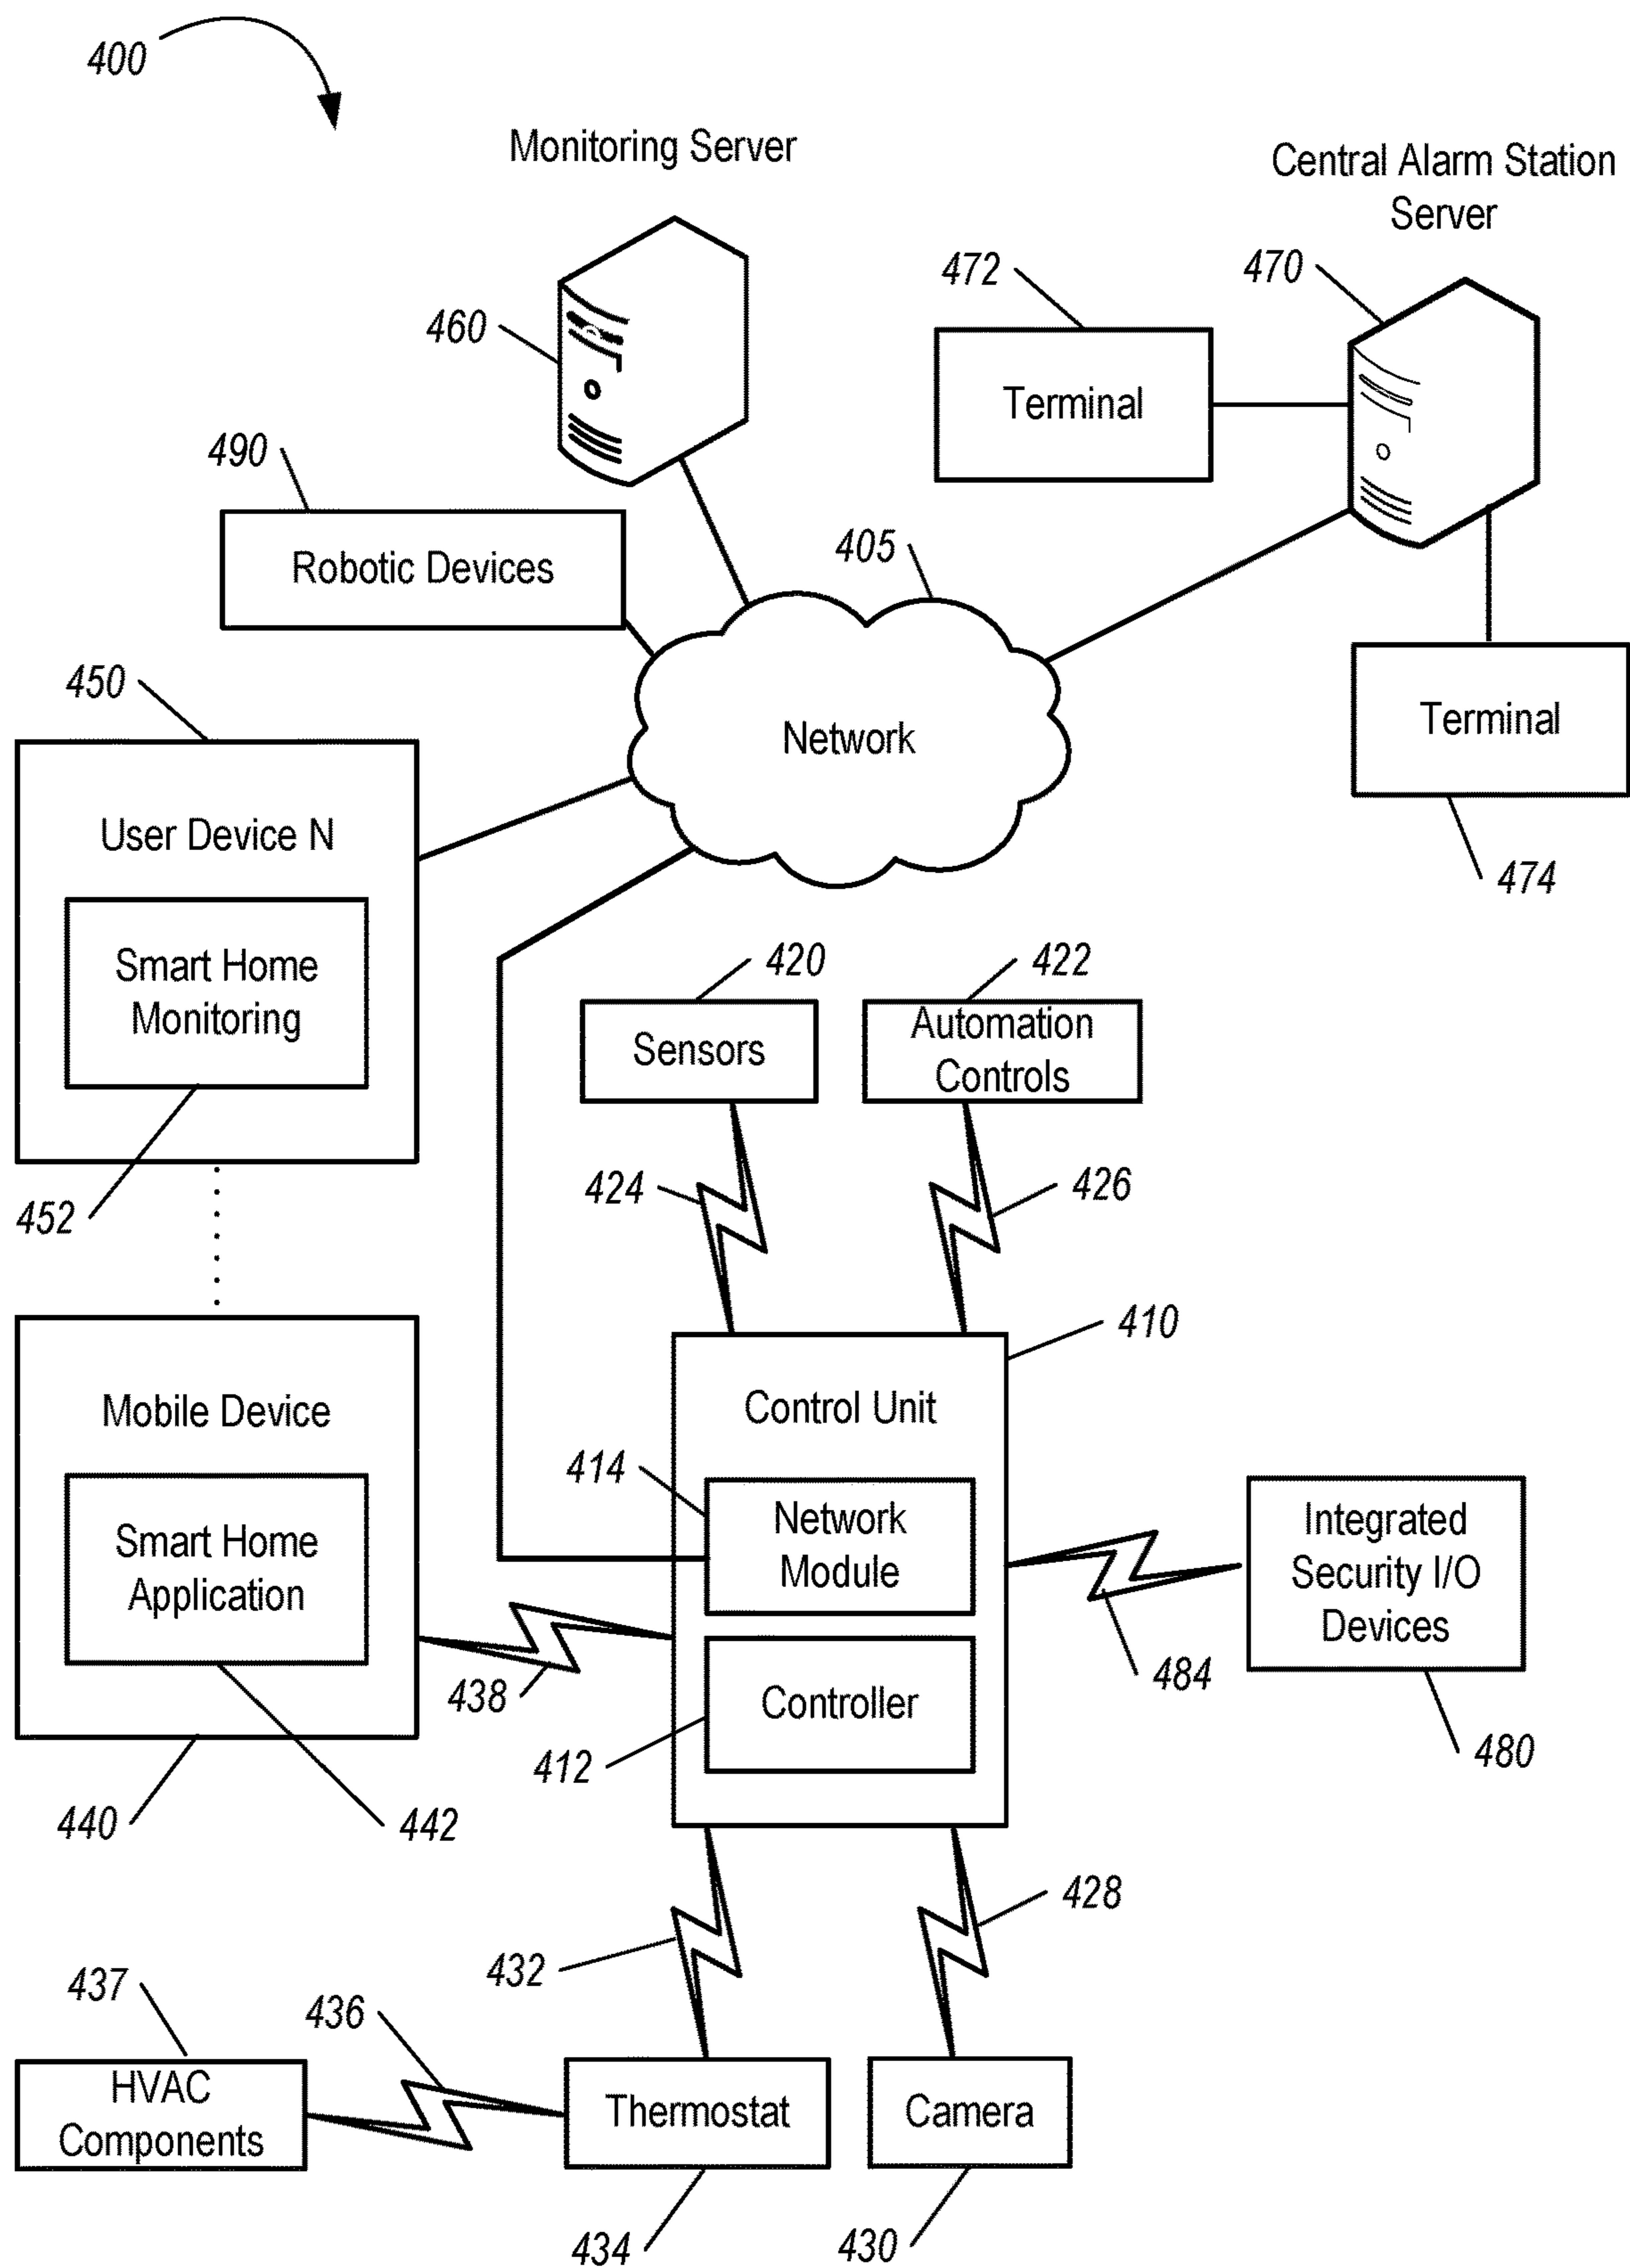 400
Monitoring Server
Central Alarm Station
Server
472
470
460
Terminal
490
405
Robotic Devices
450
Network
Terminal
User Device N
474
Smart Home
Monitoring
420
422
Sensors
Automation
Controls
452
424
426
410
Mobile Device
Control Unit
414
Smart Home
Application
Network
Module
Integrated
Security I/O
Devices
438
484
Controller
412
480
440
442
428
432
437
436
HVAC
Components
Thermostat
Camera
434
430